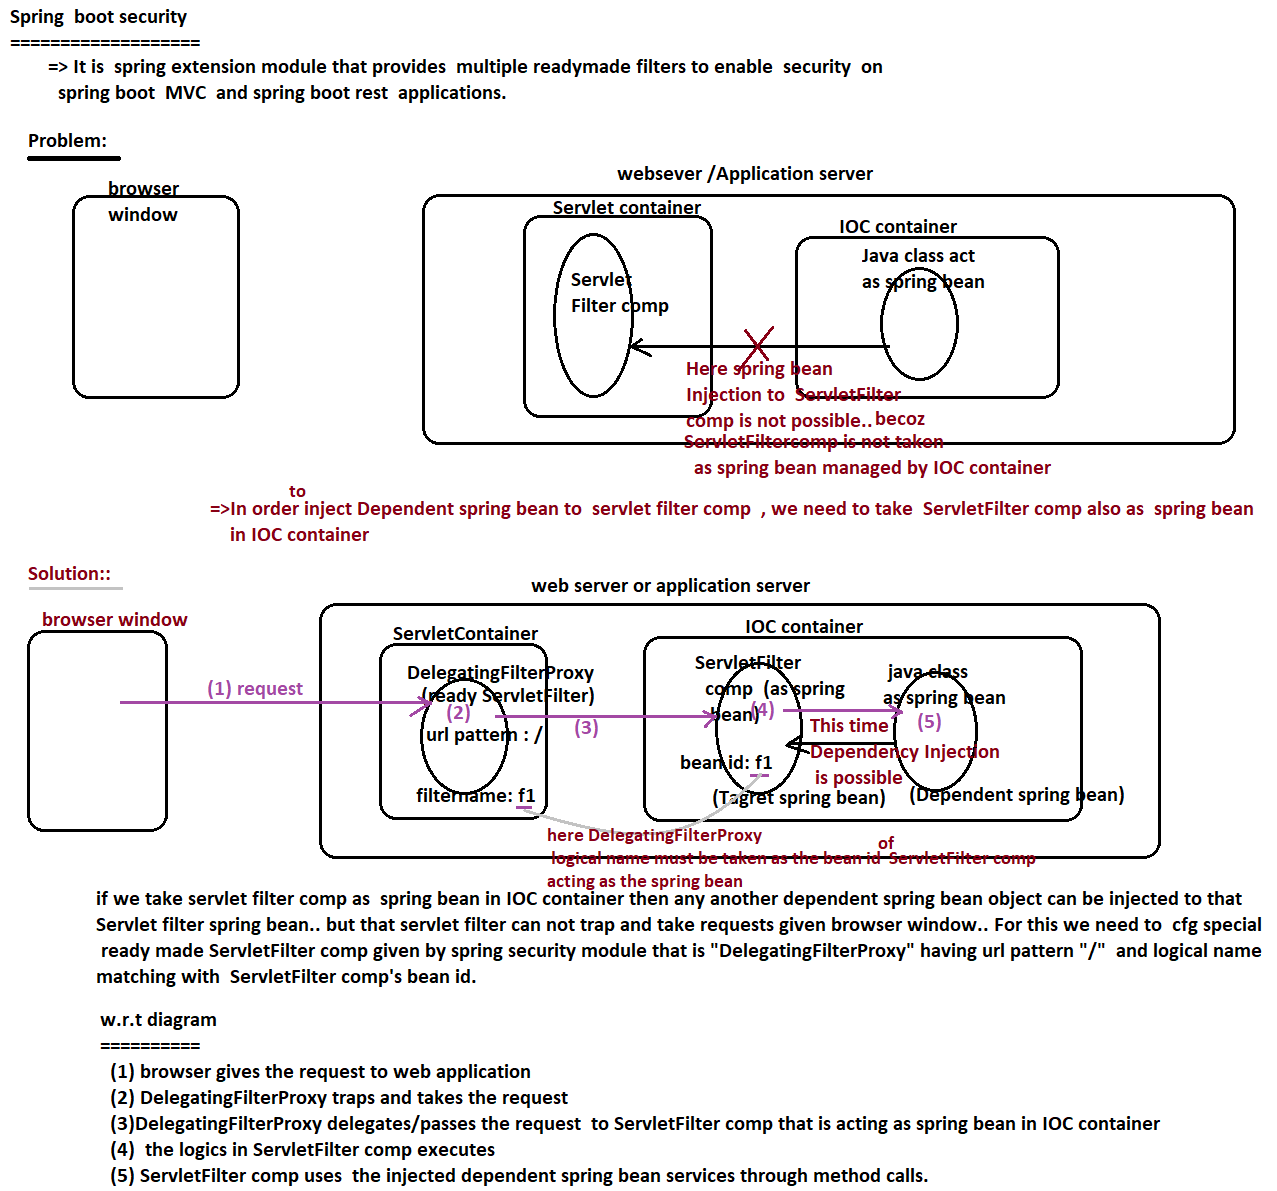 Spring  boot security
===================
=> It is  spring extension module that provides  multiple readymade filters to enable  security  on
spring boot  MVC  and spring boot rest  applications.
Problem:
websever /Application server
browser
window
Servlet container
IOC container
Java class act
as spring bean
Servlet
Filter comp
Here spring bean
Injection to  ServletFilter
comp is not possible.. becoz
ServletFiltercomp is not taken
as spring bean managed by IOC container
to
=>In order inject Dependent spring bean to  servlet filter comp  , we need to take  ServletFilter comp also as  spring bean
in IOC container
Solution::
web server or application server
browser window
ServletContainer
IOC container
DelegatingFilterProxy
(ready ServletFilter)
(1) request
(2)
url pattern : /
filtername: f1
(3)
ServletFilter
comp  (as spring
bean)
(4)
bean id: f1
(Tagret spring bean)
java class
as spring bean
(5)
This time
Dependency Injection
is possible
(Dependent spring bean)
here DelegatingFilterProxy
of
logical name must be taken as the bean id  ServletFilter comp
acting as the spring bean
if we take servlet filter comp as  spring bean in IOC container then any another dependent spring bean object can be injected to that
Servlet filter spring bean.. but that servlet filter can not trap and take requests given browser window.. For this we need to  cfg special
ready made ServletFilter comp given by spring security module that is "DelegatingFilterProxy" having url pattern "/"  and logical name
matching with  ServletFilter comp's bean id.
w.r.t diagram
==========
(1) browser gives the request to web application
(2) DelegatingFilterProxy traps and takes the request
(3)DelegatingFilterProxy delegates/passes the request  to ServletFilter comp that is acting as spring bean in IOC container
(4)  the logics in ServletFilter comp executes
(5) ServletFilter comp uses  the injected dependent spring bean services through method calls.